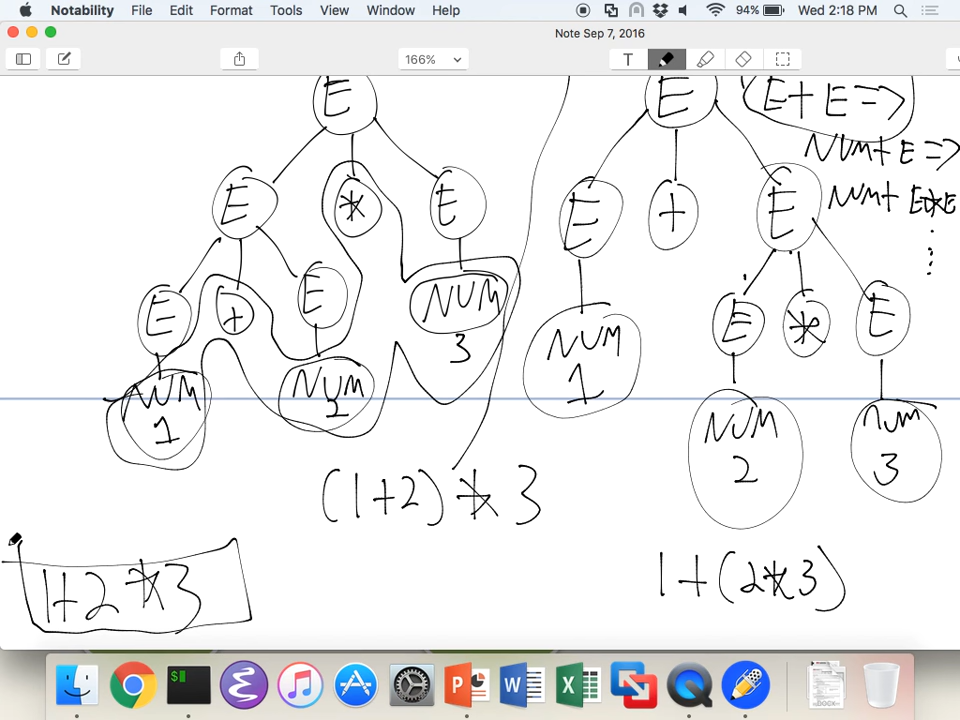 Notability File Edit Format Tools View Window Help 94% Wed 2:18 PM
Note Sep 7, 2016
166% T
E E E+E=>
NUM+E=>
E * E E + E NUM+ E*E
E + E E * E
NUM 3 NUM 1
NUM 1 NUM 2 NUM 2 num 3
(1+2)*3
1+2*3 1+(2*3)
$ P W X